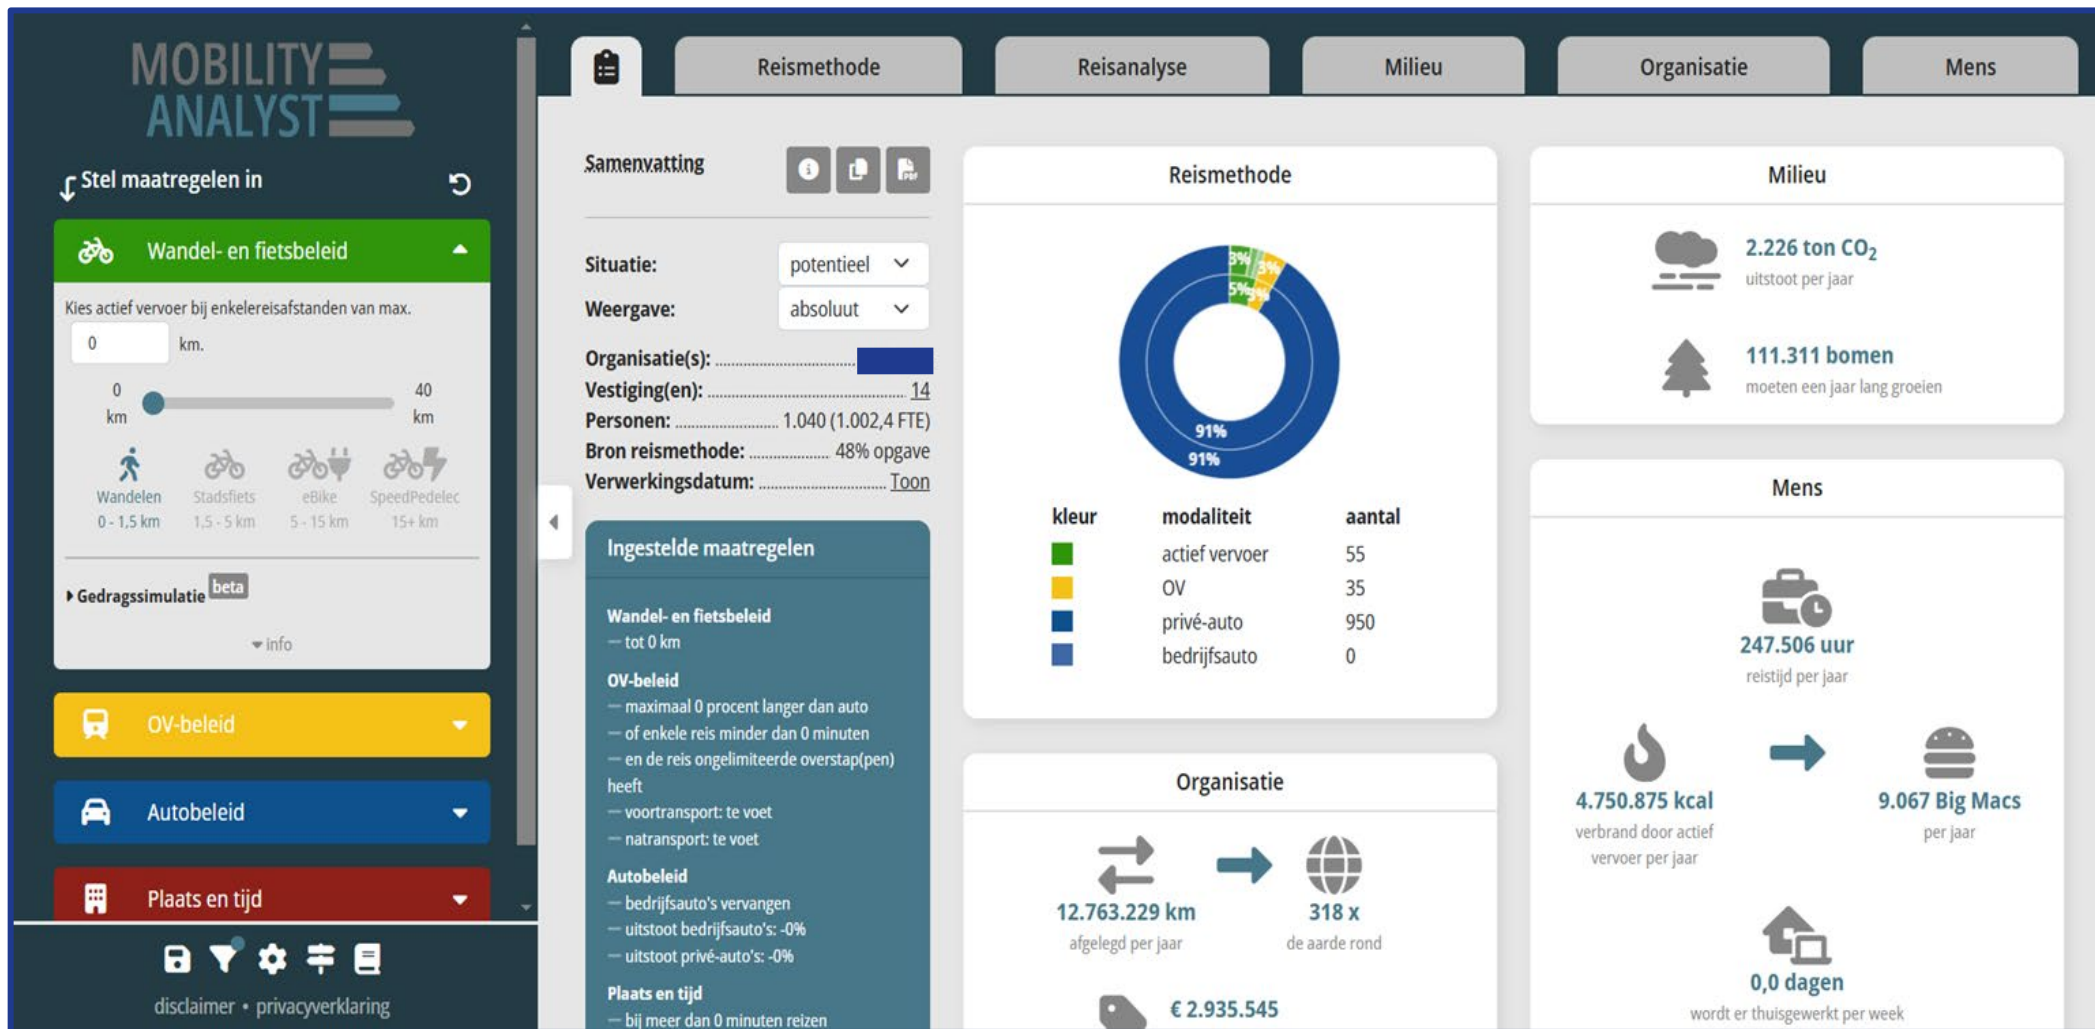 MOBILITY
ANALYST
Stel maatregelen in
Wandel- en fietsbeleid
Kies actief vervoer bij enkelereisafstanden van max.
0 km.
0 40
km km
Wandelen Stadsfiets eBike SpeedPedelec
0 - 1,5 km 1,5 - 5 km 5 - 15 km 15+ km
Gedragssimulatie beta
info
OV-beleid
Autobeleid
Plaats en tijd
disclaimer • privacyverklaring
Reismethode Reisanalyse Milieu Organisatie Mens
Samenvatting
PDF
Situatie: potentieel
Weergave: absoluut
Organisatie(s):
Vestiging(en): 14
Personen: 1.040 (1.002,4 FTE)
Bron reismethode: 48% opgave
Verwerkingsdatum: Toon
Ingestelde maatregelen
Wandel- en fietsbeleid
— tot 0 km
OV-beleid
— maximaal 0 procent langer dan auto
— of enkele reis minder dan 0 minuten
— en de reis ongelimiteerde overstap(pen)
heeft
— voortransport: te voet
— natransport: te voet
Autobeleid
— bedrijfsauto's vervangen
— uitstoot bedrijfsauto's: -0%
— uitstoot privé-auto's: -0%
Plaats en tijd
— bij meer dan 0 minuten reizen
Reismethode
3% 3%
5% 3%
91%
91%
kleur modaliteit aantal
actief vervoer 55
OV 35
privé-auto 950
bedrijfsauto 0
Organisatie
12.763.229 km
afgelegd per jaar
318 x
de aarde rond
€ 2.935.545
Milieu
2.226 ton CO₂
uitstoot per jaar
111.311 bomen
moeten een jaar lang groeien
Mens
247.506 uur
reistijd per jaar
4.750.875 kcal
verbrand door actief
vervoer per jaar
9.067 Big Macs
per jaar
0,0 dagen
wordt er thuisgewerkt per week